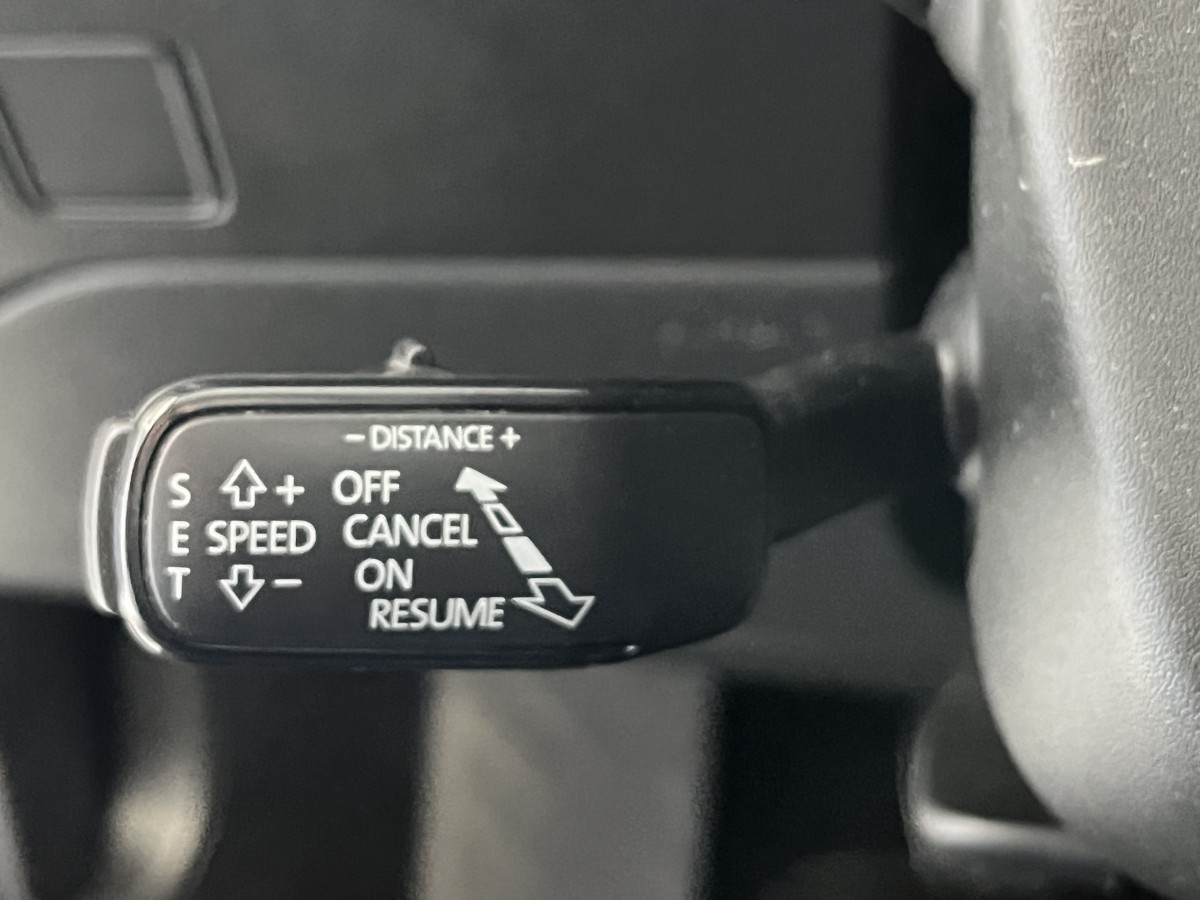 – DISTANCE +
S + OFF
E SPEED CANCEL
T – ON
RESUME